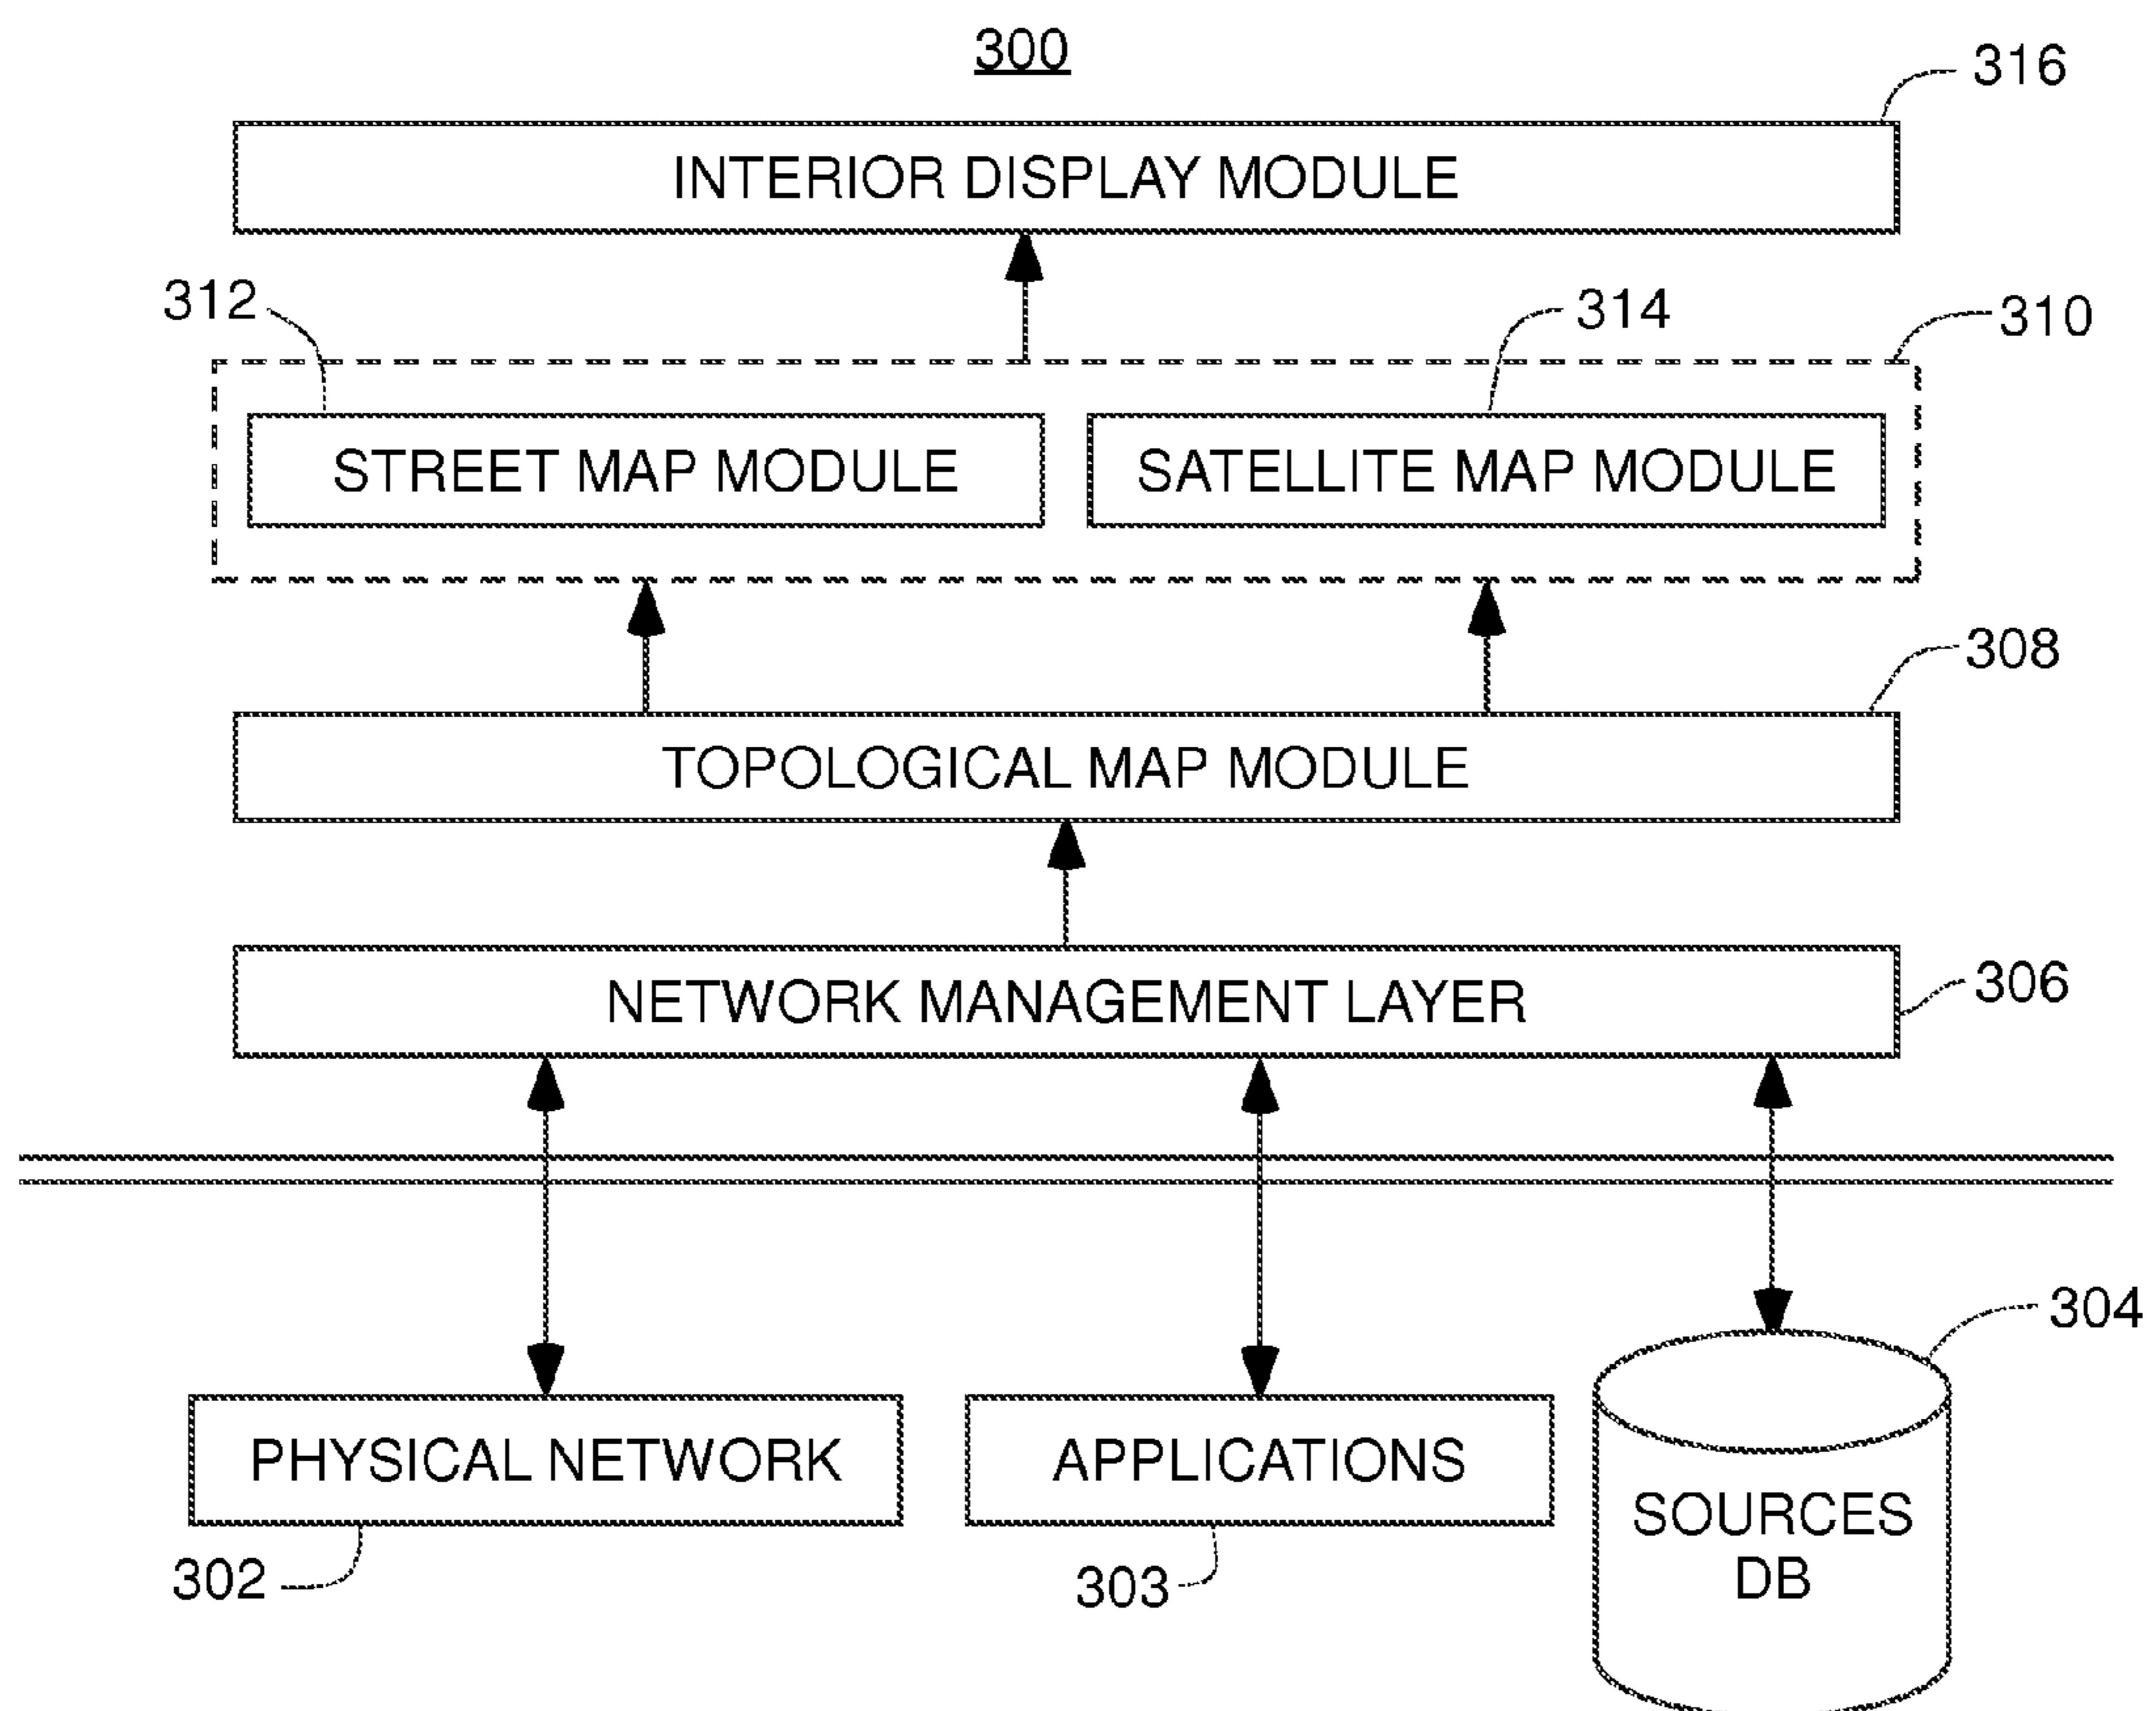 300
316
INTERIOR DISPLAY MODULE
312
314
310
STREET MAP MODULE
SATELLITE MAP MODULE
308
TOPOLOGICAL MAP MODULE
NETWORK MANAGEMENT LAYER
306
304
PHYSICAL NETWORK
APPLICATIONS
SOURCES
DB
302
303